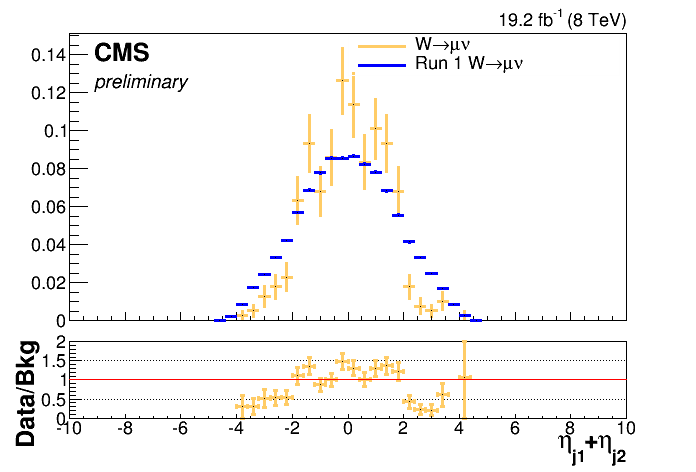 19.2 fb⁻¹ (8 TeV)
CMS
preliminary
W→μν
Run 1 W→μν
0.14
0.12
0.1
0.08
0.06
0.04
0.02
0
Data/Bkg
2
1.5
1
0.5
0
-10 -8 -6 -4 -2 0 2 4 6 8 10
η_j1+η_j2